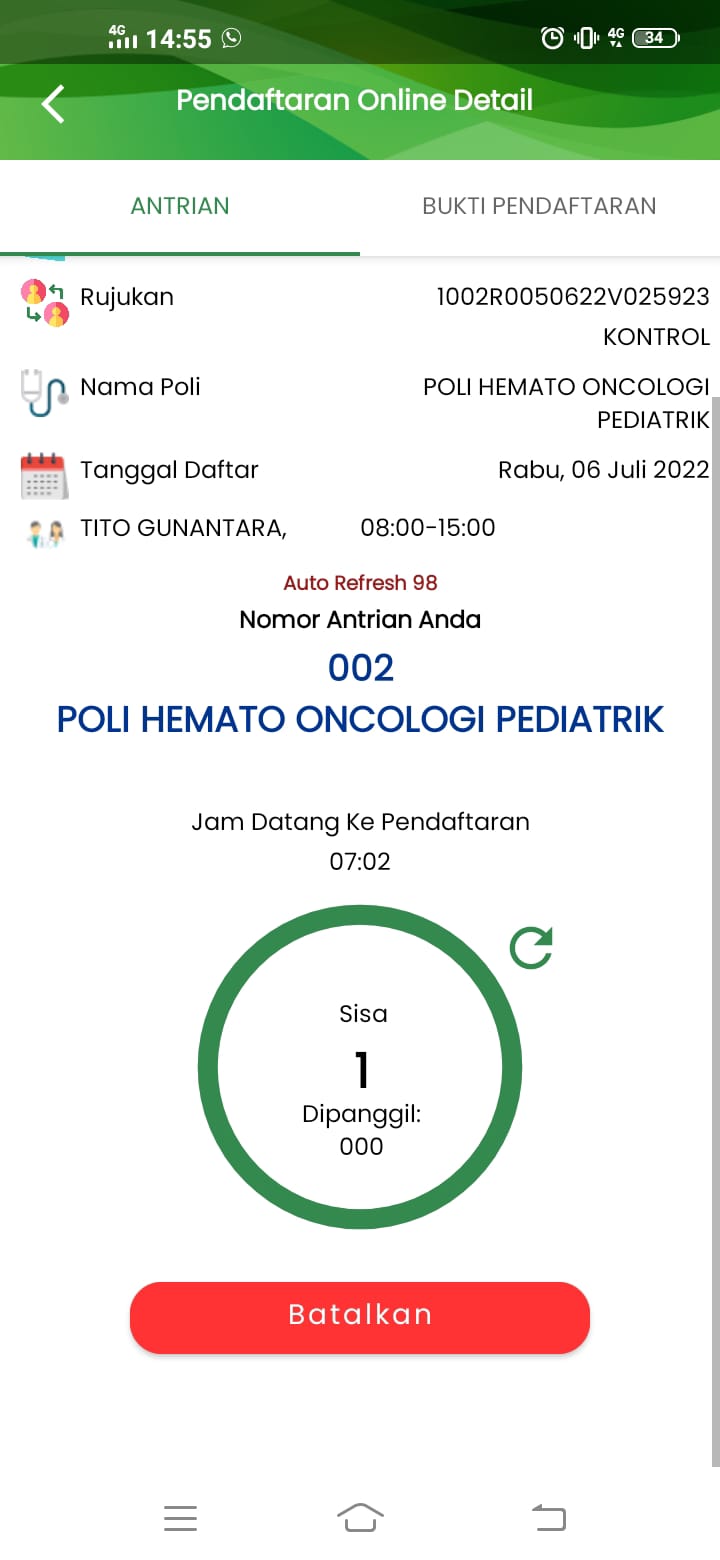 4G 14:55 4G 34
Pendaftaran Online Detail
ANTRIAN BUKTI PENDAFTARAN
Rujukan 1002R0050622V025923
KONTROL
Nama Poli POLI HEMATO ONCOLOGI
PEDIATRIK
Tanggal Daftar Rabu, 06 Juli 2022
TITO GUNANTARA, 08:00-15:00
Auto Refresh 98
Nomor Antrian Anda
002
POLI HEMATO ONCOLOGI PEDIATRIK
Jam Datang Ke Pendaftaran
07:02
Sisa
1
Dipanggil:
000
Batalkan